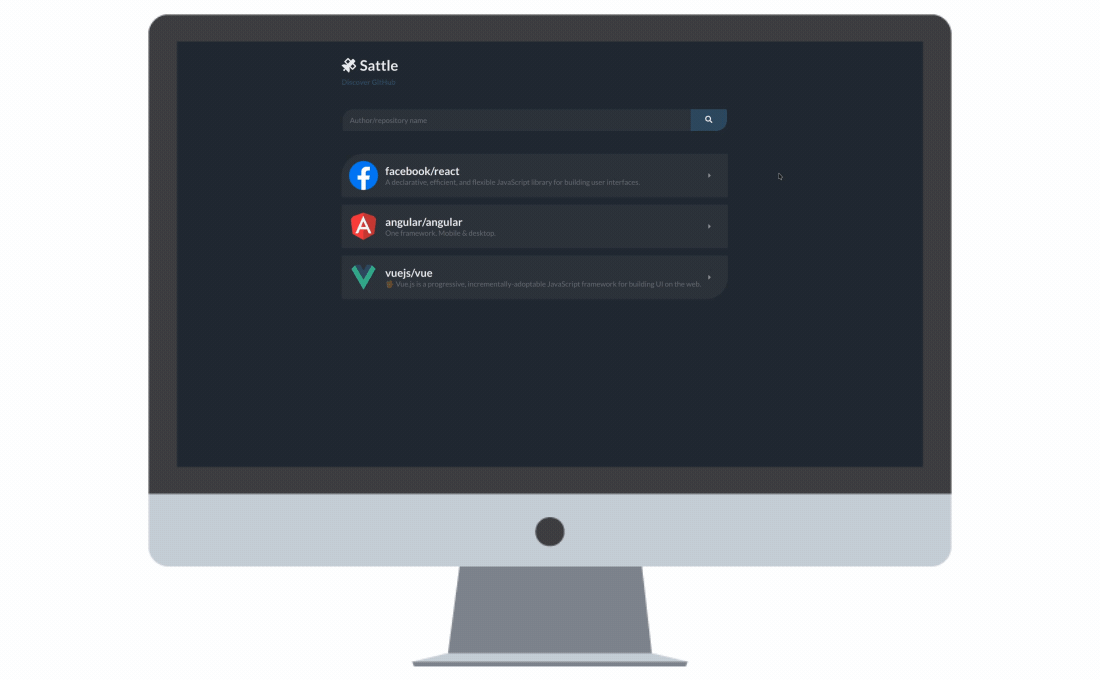 Sattle
Discover GitHub
Author/repository name
facebook/react
A declarative, efficient, and flexible JavaScript library for building user interfaces.
angular/angular
One framework. Mobile & desktop.
vuejs/vue
🖖 Vue.js is a progressive, incrementally-adoptable JavaScript framework for building UI on the web.